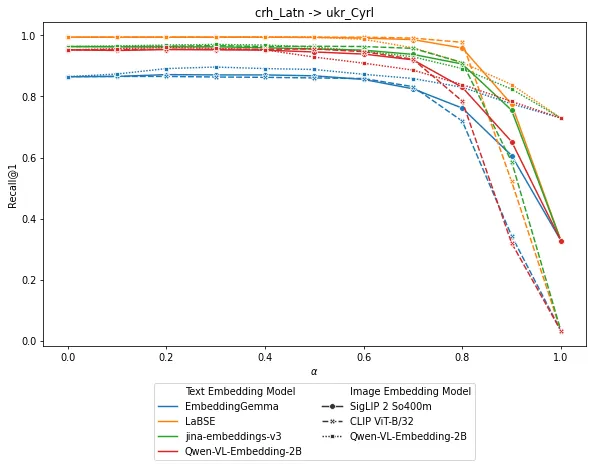 crh_Latn -> ukr_Cyrl
Recall@1
1.0
0.8
0.6
0.4
0.2
0.0
0.0 0.2 0.4 0.6 0.8 1.0
α
Text Embedding Model
EmbeddingGemma
LaBSE
jina-embeddings-v3
Qwen-VL-Embedding-2B
Image Embedding Model
SigLIP 2 So400m
CLIP ViT-B/32
Qwen-VL-Embedding-2B